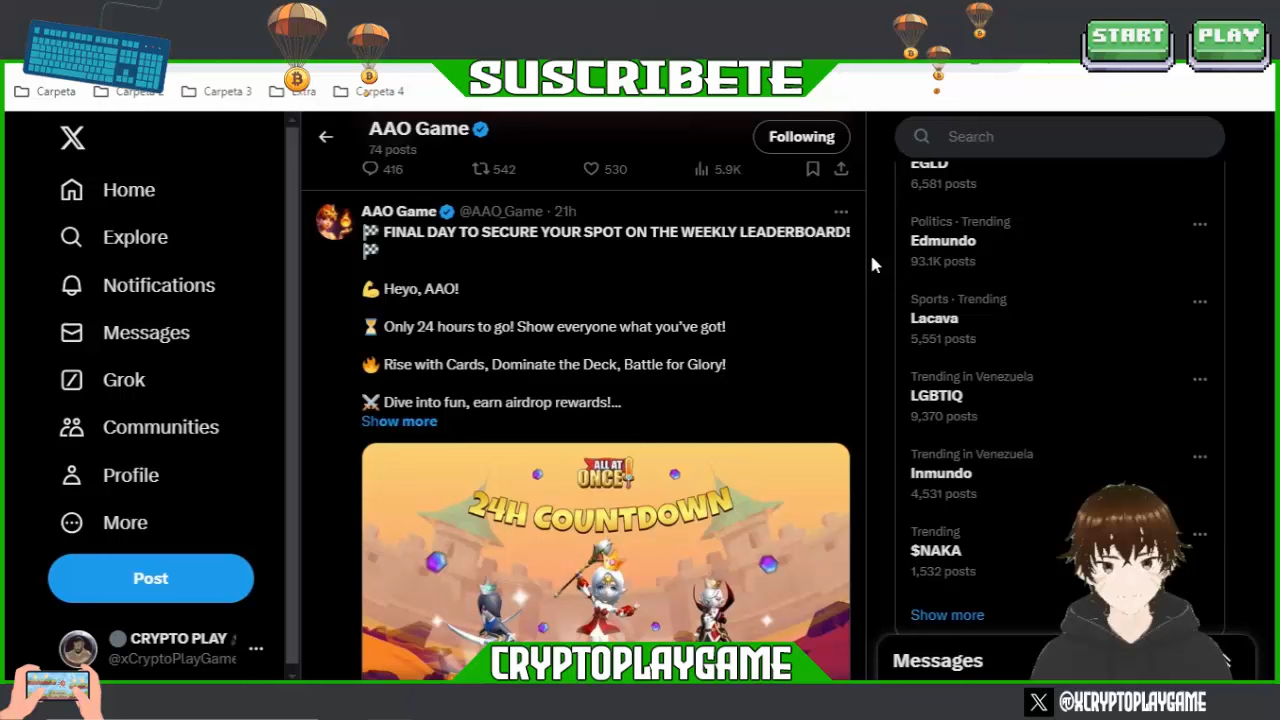 START
PLAY
SUSCRIBETE
Carpeta
Carpeta 3
Carpeta 4
X
Home
Explore
Notifications
Messages
Grok
Communities
Profile
More
Post
CRYPTO PLAY
@xCryptoPlayGame
AAO Game
74 posts
Following
416
542
530
5.9K
AAO Game @AAO_Game · 21h
FINAL DAY TO SECURE YOUR SPOT ON THE WEEKLY LEADERBOARD!
Heyo, AAO!
Only 24 hours to go! Show everyone what you've got!
Rise with Cards, Dominate the Deck, Battle for Glory!
Dive into fun, earn airdrop rewards!...
Show more
ALL AT
ONCE!
24H COUNTDOWN
Search
EGLD
6,581 posts
Politics · Trending
Edmundo
93.1K posts
Sports · Trending
Lacava
5,551 posts
Trending in Venezuela
LGBTIQ
9,370 posts
Trending in Venezuela
Inmundo
4,531 posts
Trending
$NAKA
1,532 posts
Show more
Messages
CRYPTOPLAYGAME
X @XCRYPTOPLAYGAME